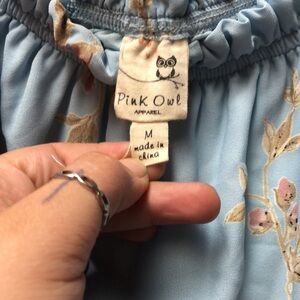 Pink Owl
APPAREL
M
made in
china